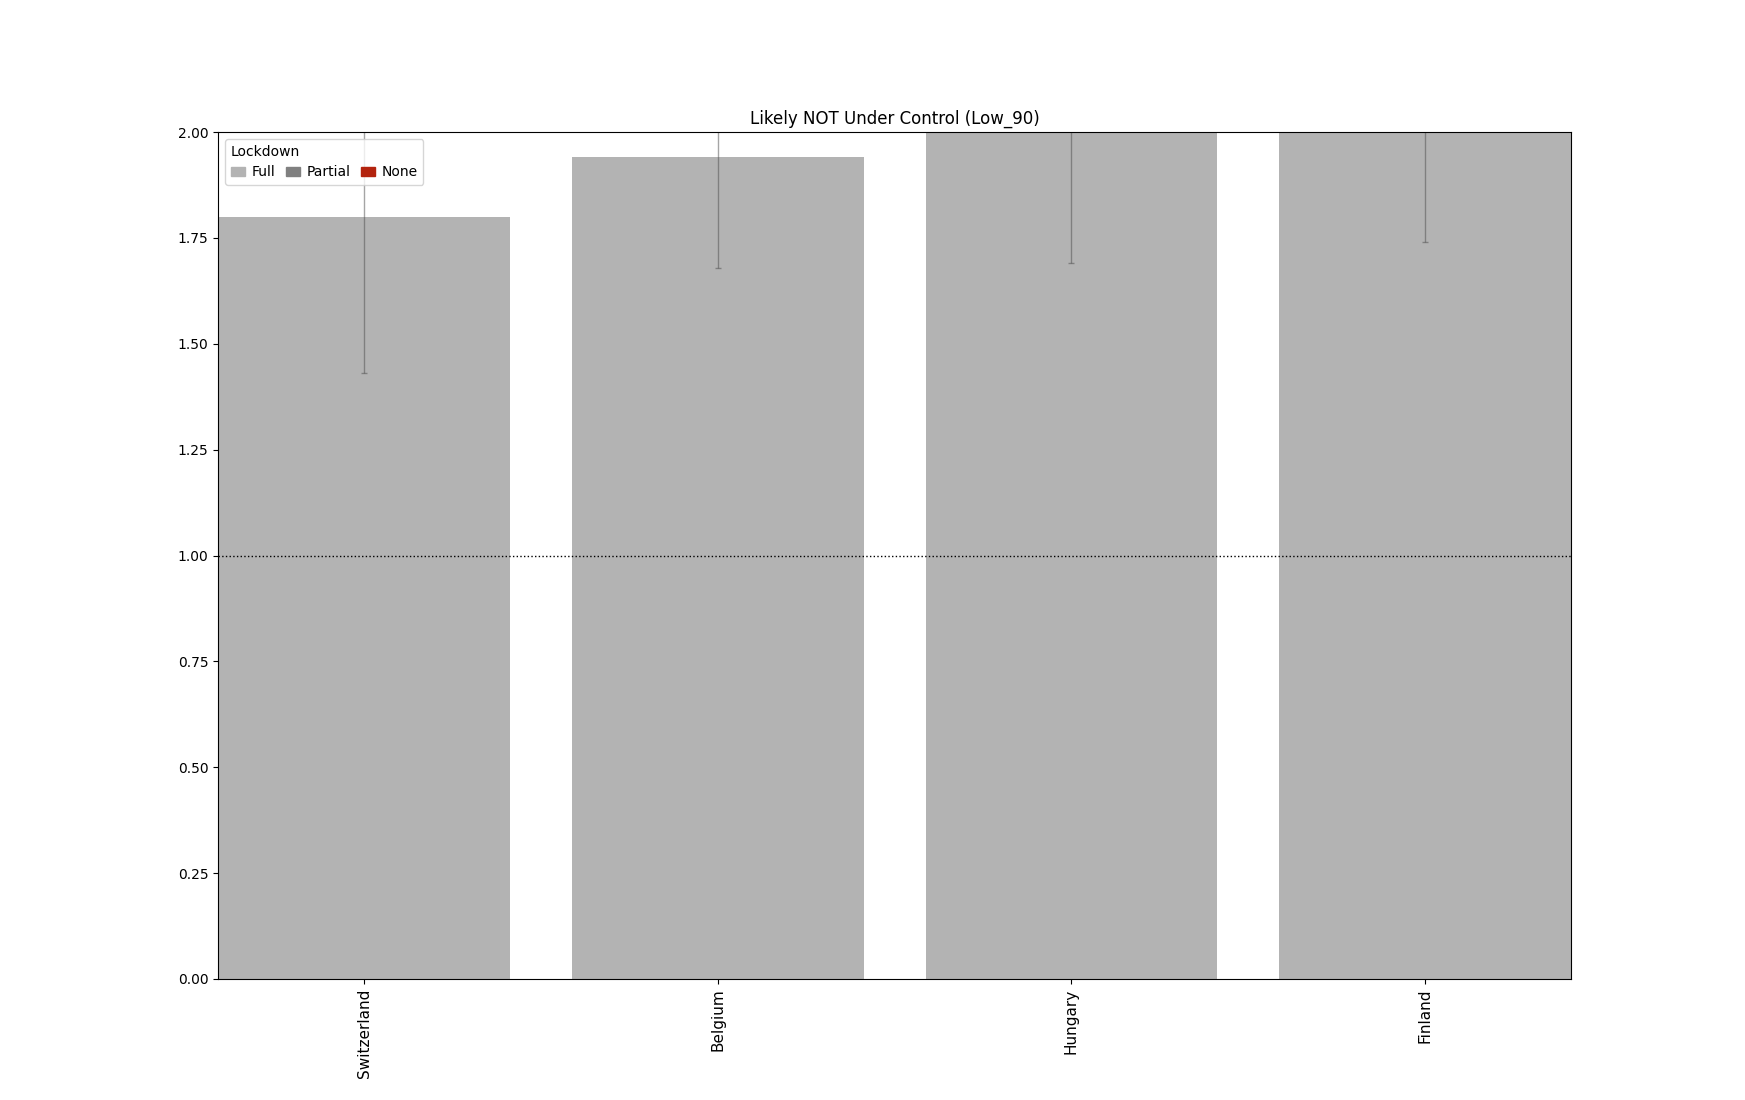 Likely NOT Under Control (Low_90)
Lockdown
Full Partial None
2.00
1.75
1.50
1.25
1.00
0.75
0.50
0.25
0.00
Switzerland
Belgium
Hungary
Finland